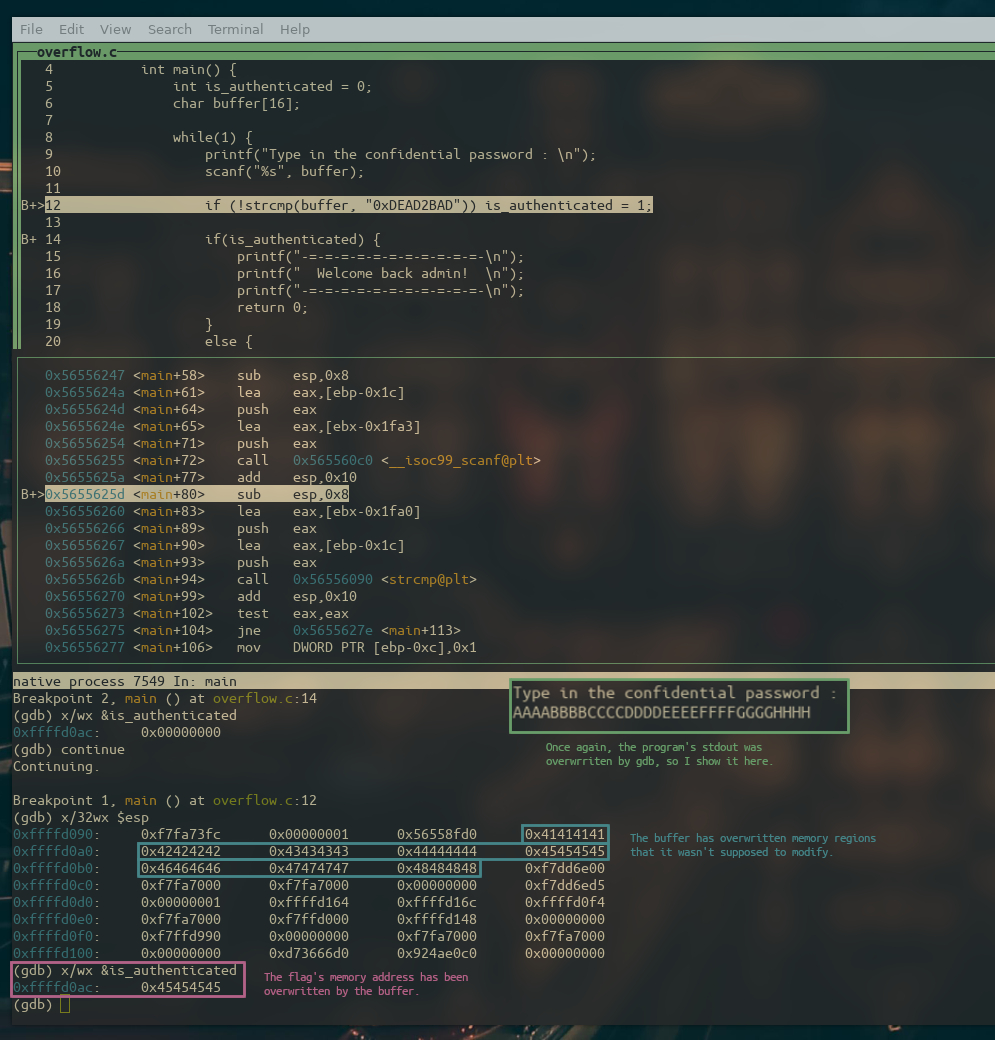 File Edit View Search Terminal Help
overflow.c
4 int main() {
5 int is_authenticated = 0;
6 char buffer[16];
7
8 while(1) {
9 printf("Type in the confidential password : \n");
10 scanf("%s", buffer);
11
B+>12 if (!strcmp(buffer, "0xDEAD2BAD")) is_authenticated = 1;
13
B+ 14 if(is_authenticated) {
15 printf("-=-=-=-=-=-=-=-=-=-=-=-\n");
16 printf("  Welcome back admin!  \n");
17 printf("-=-=-=-=-=-=-=-=-=-=-=-\n");
18 return 0;
19 }
20 else {
0x56556247 <main+58> sub esp,0x8
0x5655624a <main+61> lea eax,[ebp-0x1c]
0x5655624d <main+64> push eax
0x5655624e <main+65> lea eax,[ebx-0x1fa3]
0x56556254 <main+71> push eax
0x56556255 <main+72> call 0x565560c0 <__isoc99_scanf@plt>
0x5655625a <main+77> add esp,0x10
B+>0x5655625d <main+80> sub esp,0x8
0x56556260 <main+83> lea eax,[ebx-0x1fa0]
0x56556266 <main+89> push eax
0x56556267 <main+90> lea eax,[ebp-0x1c]
0x5655626a <main+93> push eax
0x5655626b <main+94> call 0x56556090 <strcmp@plt>
0x56556270 <main+99> add esp,0x10
0x56556273 <main+102> test eax,eax
0x56556275 <main+104> jne 0x5655627e <main+113>
0x56556277 <main+106> mov DWORD PTR [ebp-0xc],0x1
native process 7549 In: main
Breakpoint 2, main () at overflow.c:14
(gdb) x/wx &is_authenticated
0xffffd0ac: 0x00000000
(gdb) continue
Continuing.
Type in the confidential password :
AAAABBBBCCCCDDDDEEEEFFFFGGGGHHHH
Once again, the program's stdout was
overwrriten by gdb, so I show it here.
Breakpoint 1, main () at overflow.c:12
(gdb) x/32wx $esp
0xffffd090: 0xf7fa73fc 0x00000001 0x56558fd0 0x41414141
0xffffd0a0: 0x42424242 0x43434343 0x44444444 0x45454545
0xffffd0b0: 0x46464646 0x47474747 0x48484848 0xf7dd6e00
0xffffd0c0: 0xf7fa7000 0xf7fa7000 0x00000000 0xf7dd6ed5
0xffffd0d0: 0x00000001 0xffffd164 0xffffd16c 0xffffd0f4
0xffffd0e0: 0xf7fa7000 0xf7ffd000 0xffffd148 0x00000000
0xffffd0f0: 0xf7ffd990 0x00000000 0xf7fa7000 0xf7fa7000
0xffffd100: 0x00000000 0xd73666d0 0x924ae0c0 0x00000000
The buffer has overwritten memory regions
that it wasn't supposed to modify.
(gdb) x/wx &is_authenticated
0xffffd0ac: 0x45454545
The flag's memory address has been
overwritten by the buffer.
(gdb)